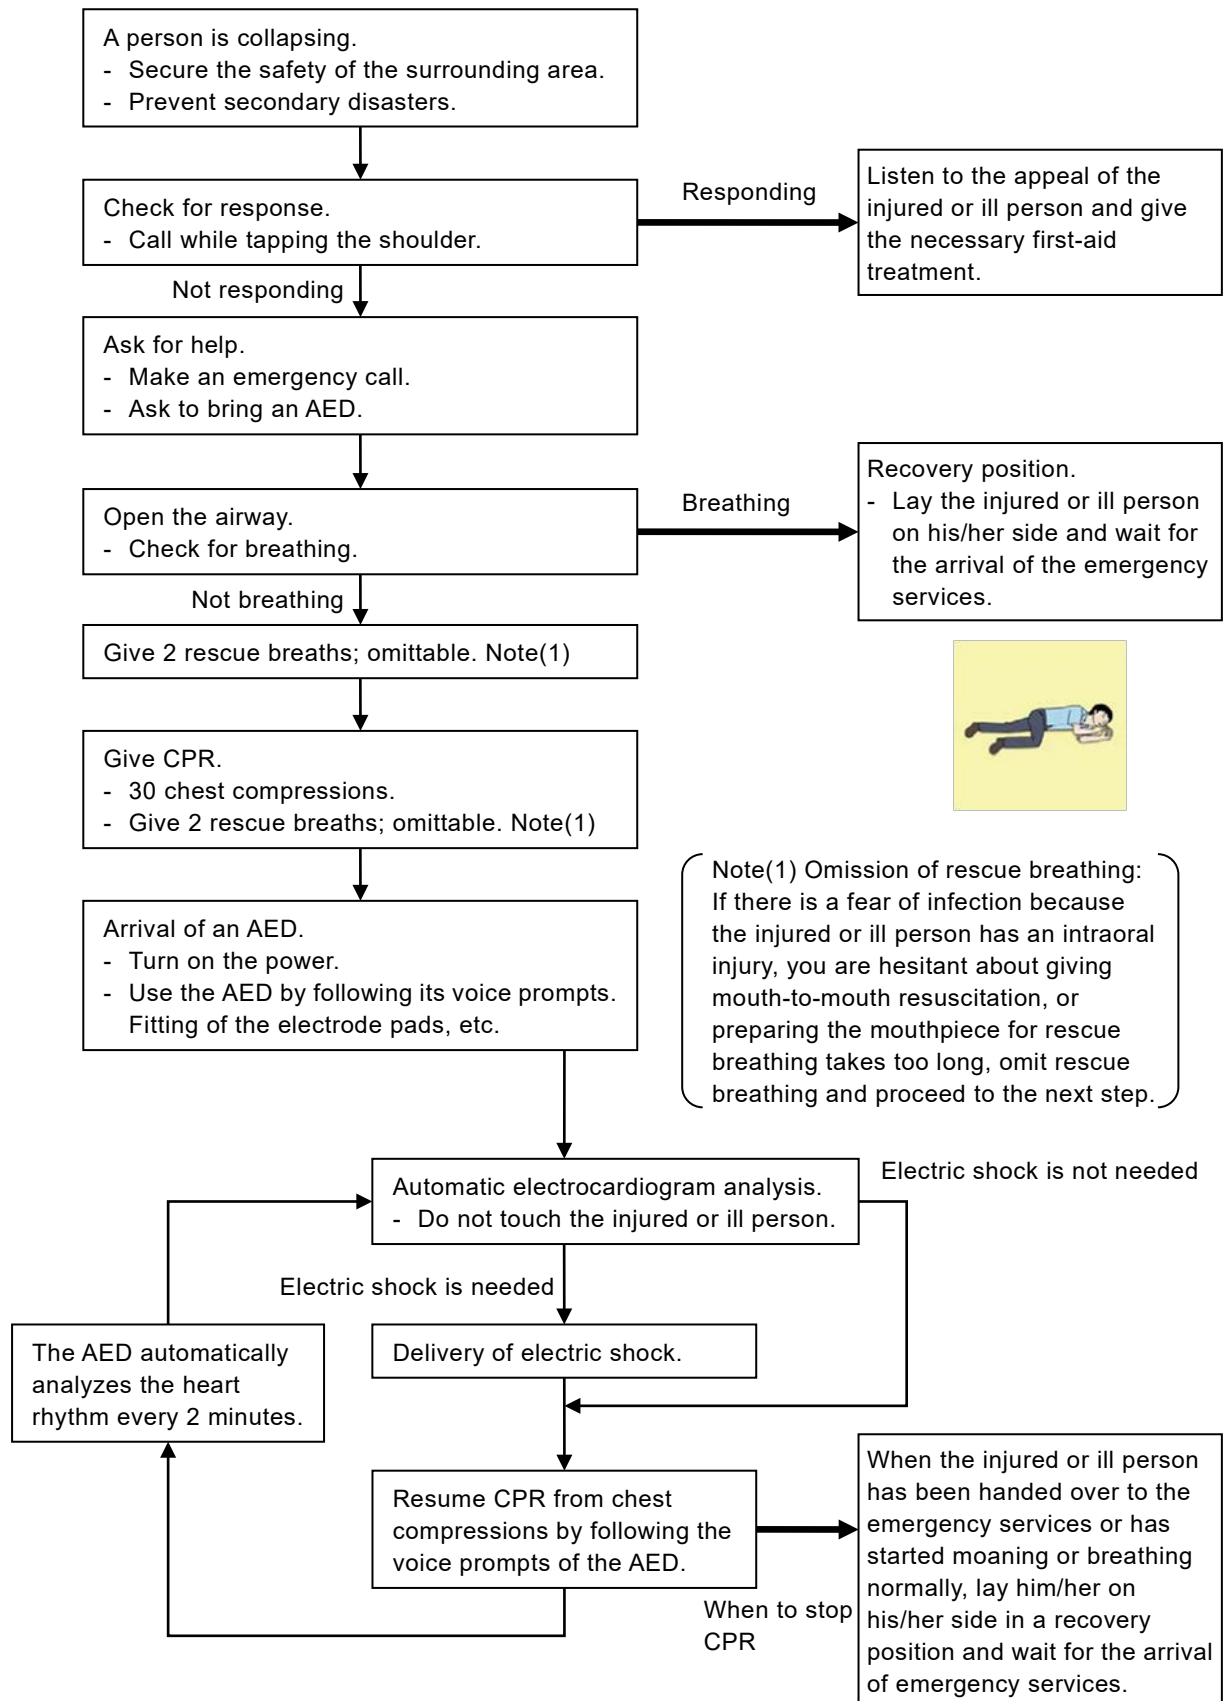 A person is collapsing.
- Secure the safety of the surrounding area.
- Prevent secondary disasters.
Check for response.
- Call while tapping the shoulder.
Responding
Listen to the appeal of the
injured or ill person and give
the necessary first-aid
treatment.
Not responding
Ask for help.
- Make an emergency call.
- Ask to bring an AED.
Open the airway.
- Check for breathing.
Breathing
Recovery position.
- Lay the injured or ill person
on his/her side and wait for
the arrival of the emergency
services.
Not breathing
Give 2 rescue breaths; omittable. Note(1)
Give CPR.
- 30 chest compressions.
- Give 2 rescue breaths; omittable. Note(1)
Note(1) Omission of rescue breathing:
If there is a fear of infection because
the injured or ill person has an intraoral
injury, you are hesitant about giving
mouth-to-mouth resuscitation, or
preparing the mouthpiece for rescue
breathing takes too long, omit rescue
breathing and proceed to the next step.
Arrival of an AED.
- Turn on the power.
- Use the AED by following its voice prompts.
Fitting of the electrode pads, etc.
Automatic electrocardiogram analysis.
- Do not touch the injured or ill person.
Electric shock is not needed
Electric shock is needed
Delivery of electric shock.
The AED automatically
analyzes the heart
rhythm every 2 minutes.
Resume CPR from chest
compressions by following the
voice prompts of the AED.
When to stop
CPR
When the injured or ill person
has been handed over to the
emergency services or has
started moaning or breathing
normally, lay him/her on
his/her side in a recovery
position and wait for the arrival
of emergency services.